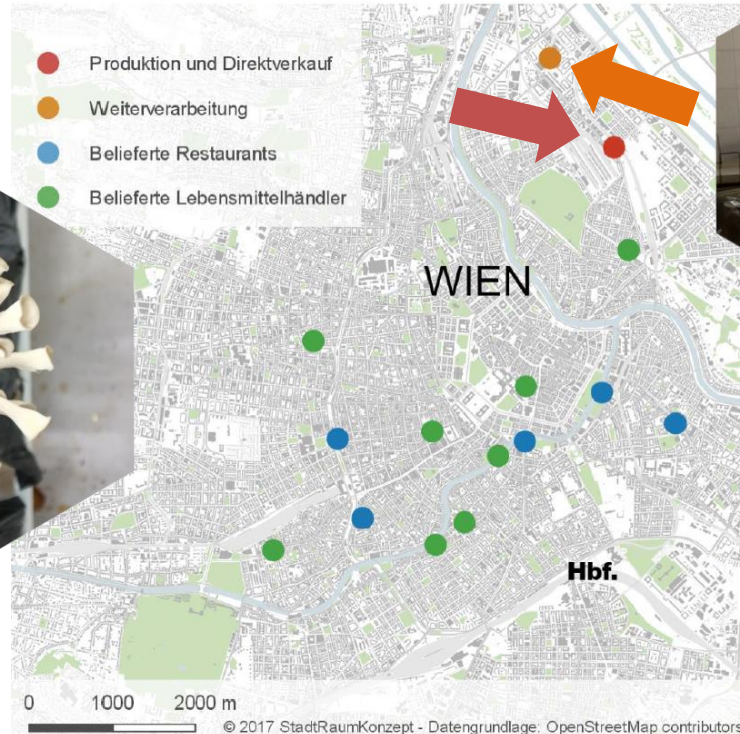 Produktion und Direktverkauf
Weiterverarbeitung
Belieferte Restaurants
Belieferte Lebensmittelhändler
WIEN
Hbf.
0 1000 2000 m
© 2017 StadtRaumKonzept - Datengrundlage: OpenStreetMap contributors